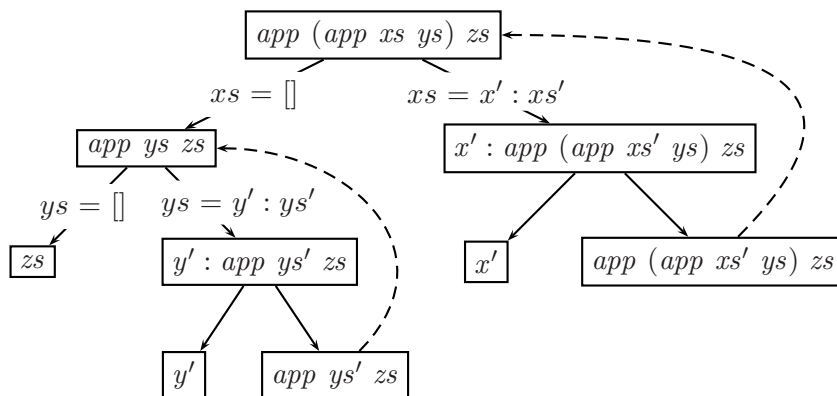 app (app xs ys) zs
xs = [] xs = x′ : xs′
app ys zs x′ : app (app xs′ ys) zs
ys = [] ys = y′ : ys′
zs y′ : app ys′ zs x′ app (app xs′ ys) zs
y′ app ys′ zs